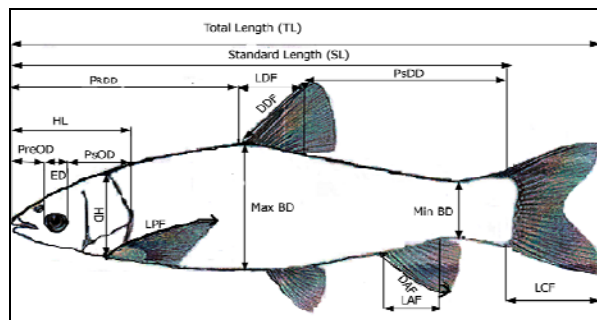 Total Length (TL)
Standard Length (SL)
PRDD
LDF
PsDD
DDF
HL
PreOD
PsOD
ED
HD
LPF
Max BD
Min BD
DAF
LAF
LCF